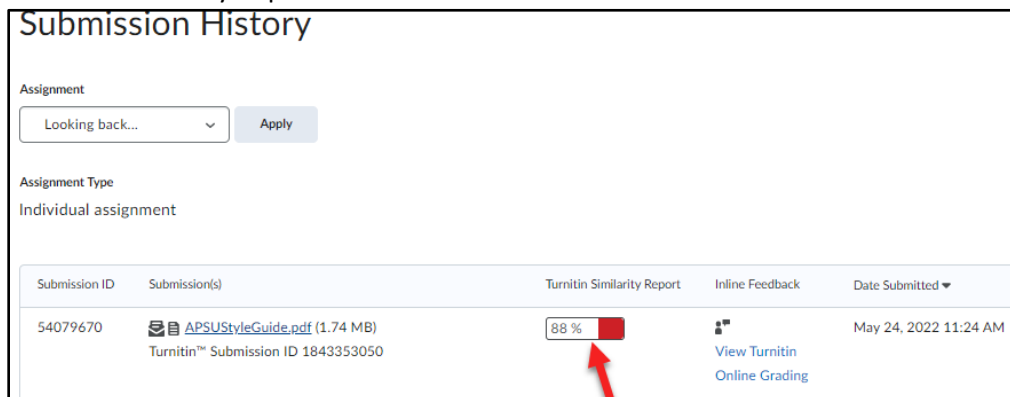 Submission History
Assignment
Looking back... Apply
Assignment Type
Individual assignment
Submission ID Submission(s) Turnitin Similarity Report Inline Feedback Date Submitted
54079670 APSUStyleGuide.pdf (1.74 MB) 88 % May 24, 2022 11:24 AM
Turnitin™ Submission ID 1843353050 View Turnitin
Online Grading